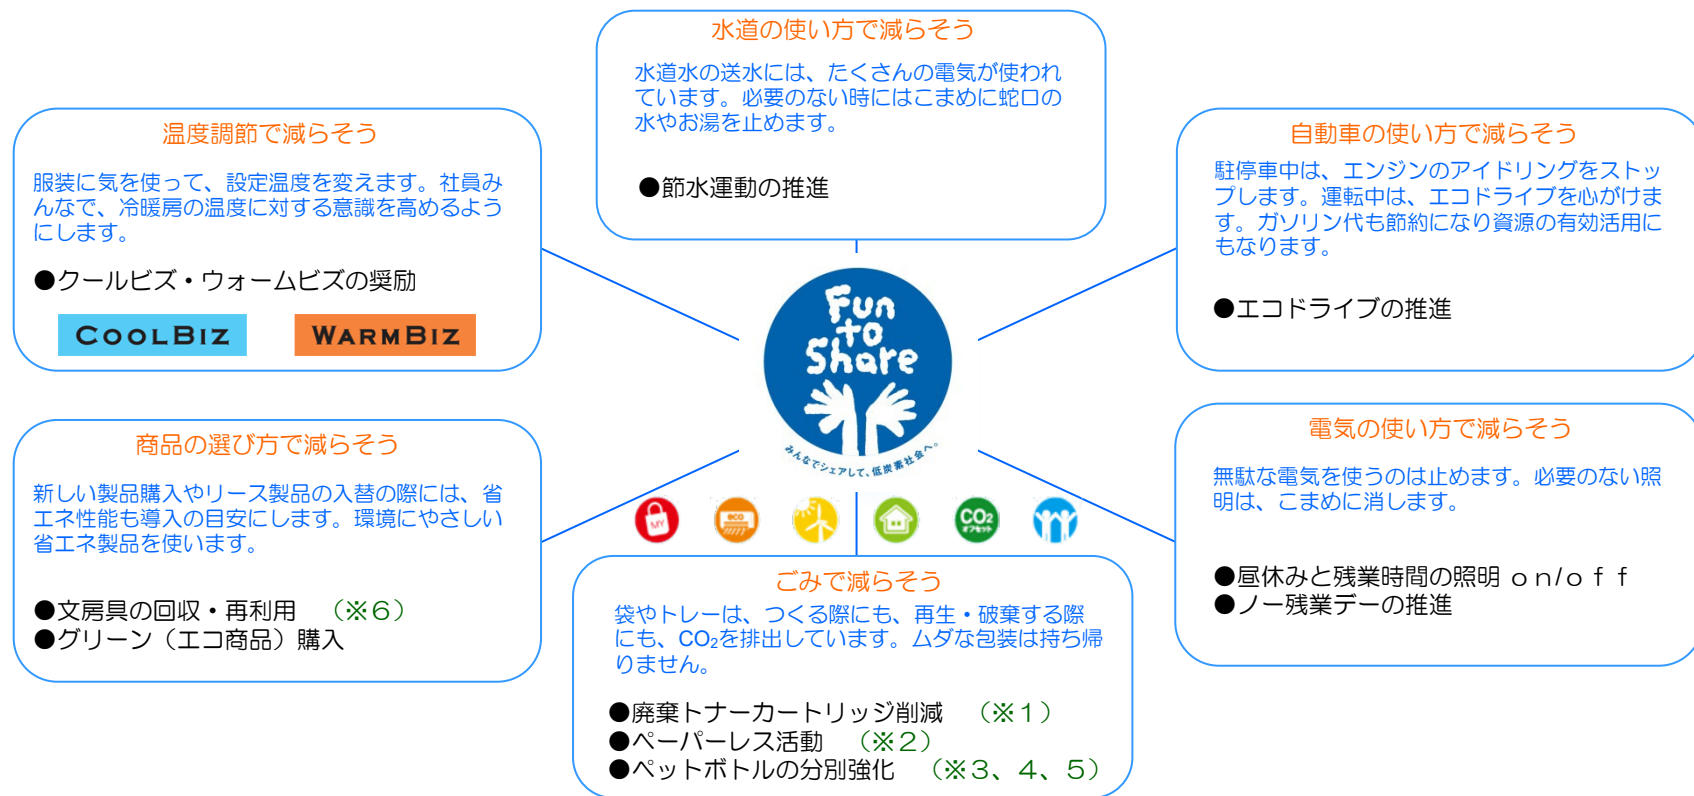 水道の使い方で減らそう
水道水の送水には、たくさんの電気が使われ
ています。必要のない時にはこまめに蛇口の
水やお湯を止めます。
●節水運動の推進
温度調節で減らそう
服装に気を使って、設定温度を変えます。社員み
んなで、冷暖房の温度に対する意識を高めるよう
にします。
●クールビズ・ウォームビズの奨励
COOLBIZ
WARMBIZ
自動車の使い方で減らそう
駐停車中は、エンジンのアイドリングをストッ
プします。運転中は、エコドライブを心がけま
す。ガソリン代も節約になり資源の有効活用に
もなります。
●エコドライブの推進
Fun
to
Share
みんなでシェアして、低炭素社会へ。
商品の選び方で減らそう
新しい製品購入やリース製品の入替の際には、省
エネ性能も導入の目安にします。環境にやさしい
省エネ製品を使います。
●文房具の回収・再利用　（※６）
●グリーン（エコ商品）購入
電気の使い方で減らそう
無駄な電気を使うのは止めます。必要のない照
明は、こまめに消します。
●昼休みと残業時間の照明 ｏｎ/ｏｆｆ
●ノー残業デーの推進
MY
eco
CO2
オフセット
ごみで減らそう
袋やトレーは、つくる際にも、再生・破棄する際
にも、CO₂を排出しています。ムダな包装は持ち帰
りません。
●廃棄トナーカートリッジ削減　（※１）
●ペーパーレス活動　（※２）
●ペットボトルの分別強化　（※３、４、５）